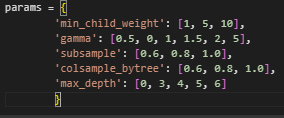 params = {
'min_child_weight': [1, 5, 10],
'gamma': [0.5, 0, 1, 1.5, 2, 5],
'subsample': [0.6, 0.8, 1.0],
'colsample_bytree': [0.6, 0.8, 1.0],
'max_depth': [0, 3, 4, 5, 6]
}